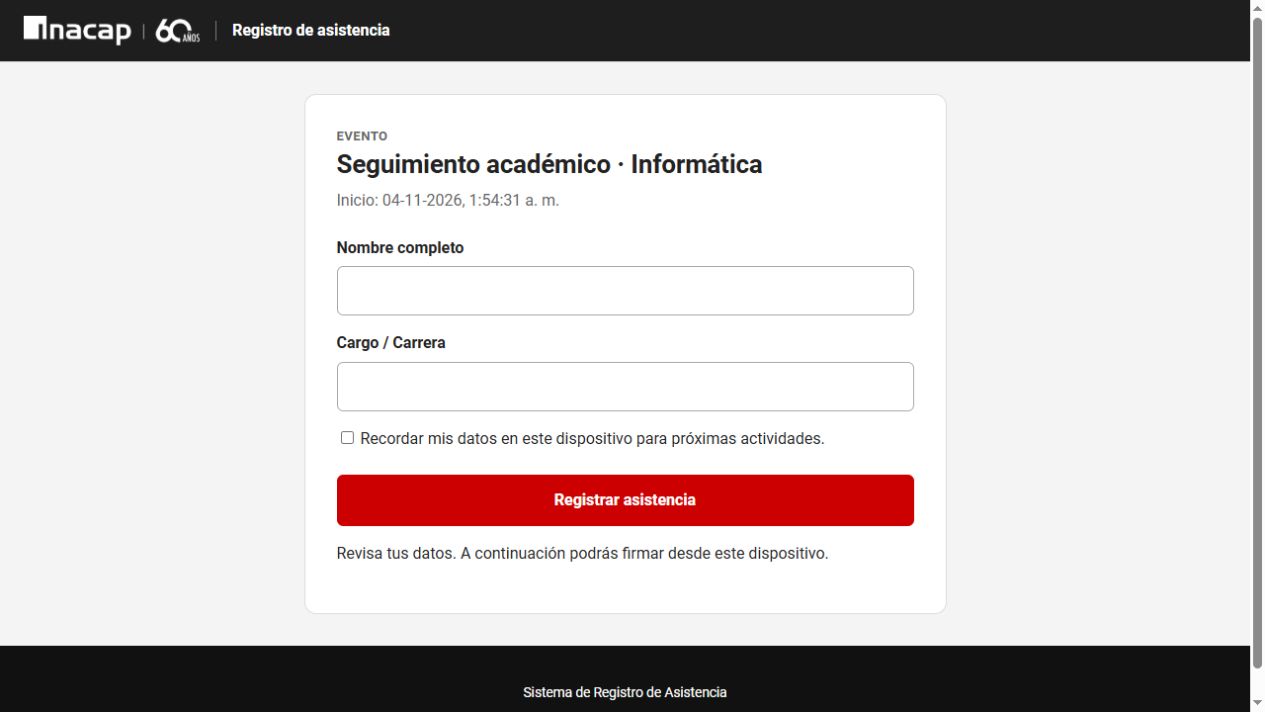 Inacap | 60 AÑOS
Registro de asistencia
EVENTO
Seguimiento académico · Informática
Inicio: 04-11-2026, 1:54:31 a. m.
Nombre completo
Cargo / Carrera
Recordar mis datos en este dispositivo para próximas actividades.
Registrar asistencia
Revisa tus datos. A continuación podrás firmar desde este dispositivo.
Sistema de Registro de Asistencia